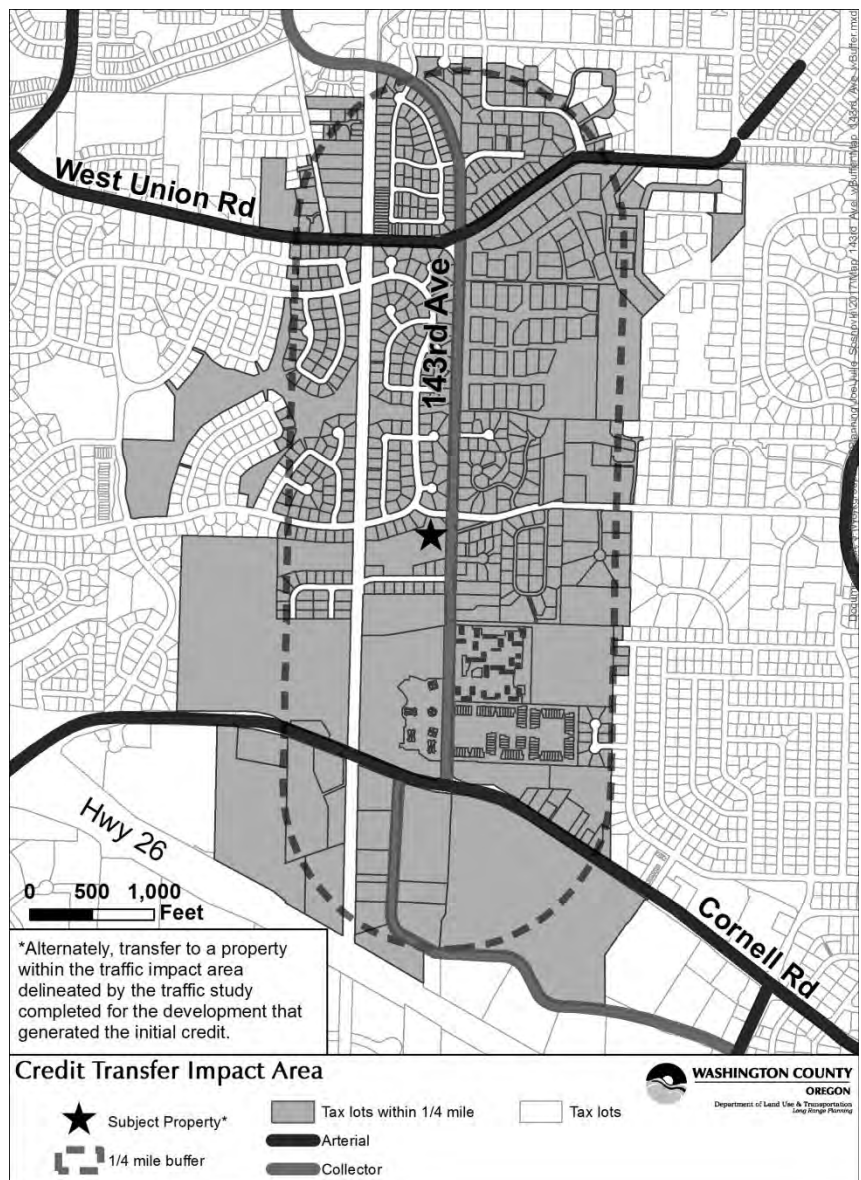 West Union Rd
143rd Ave
Hwy 26
0 500 1,000
Feet
Cornell Rd
*Alternately, transfer to a property
within the traffic impact area
delineated by the traffic study
completed for the development that
generated the initial credit.
Credit Transfer Impact Area
Subject Property*
1/4 mile buffer
Tax lots within 1/4 mile
Arterial
Collector
Tax lots
WASHINGTON COUNTY
OREGON
Department of Land Use & Transportation
Long Range Planning